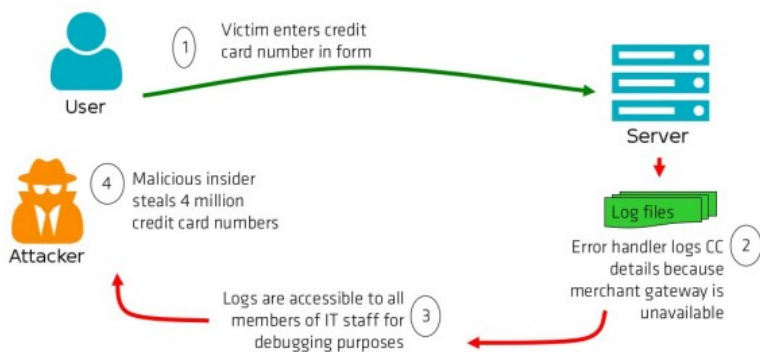 1
Victim enters credit
card number in form
User
Server
4
Malicious insider
steals 4 million
credit card numbers
Attacker
Log files
Error handler logs CC
details because
merchant gateway is
unavailable
2
Logs are accessible to all
members of IT staff for
debugging purposes
3